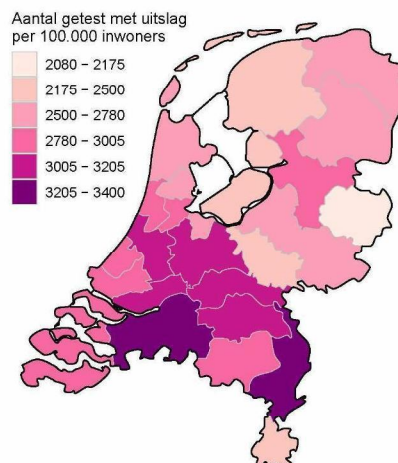 Aantal getest met uitslag
per 100.000 inwoners
2080 – 2175
2175 – 2500
2500 – 2780
2780 – 3005
3005 – 3205
3205 – 3400